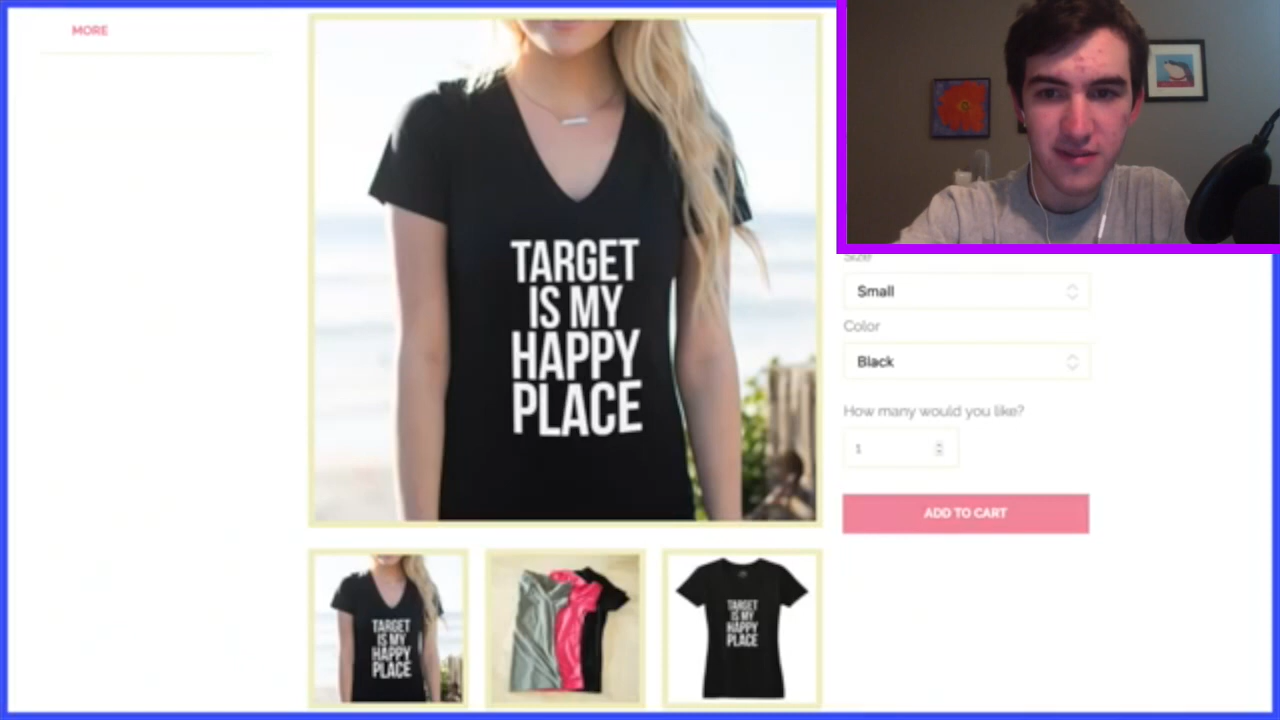 MORE
TARGET
IS MY
HAPPY
PLACE
Size
Small
Color
Black
How many would you like?
1
ADD TO CART
TARGET
IS MY
HAPPY
PLACE
TARGET
IS MY
HAPPY
PLACE